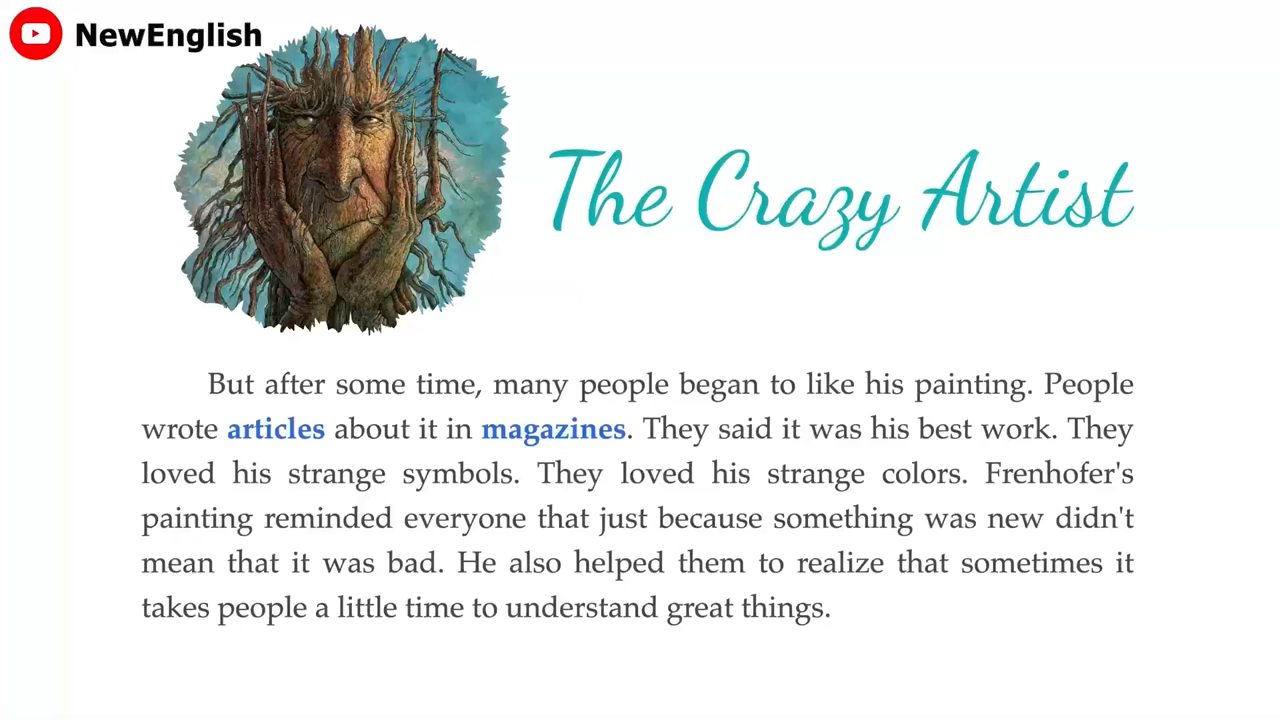 NewEnglish
The Crazy Artist
But after some time, many people began to like his painting. People
wrote articles about it in magazines. They said it was his best work. They
loved his strange symbols. They loved his strange colors. Frenhofer's
painting reminded everyone that just because something was new didn't
mean that it was bad. He also helped them to realize that sometimes it
takes people a little time to understand great things.